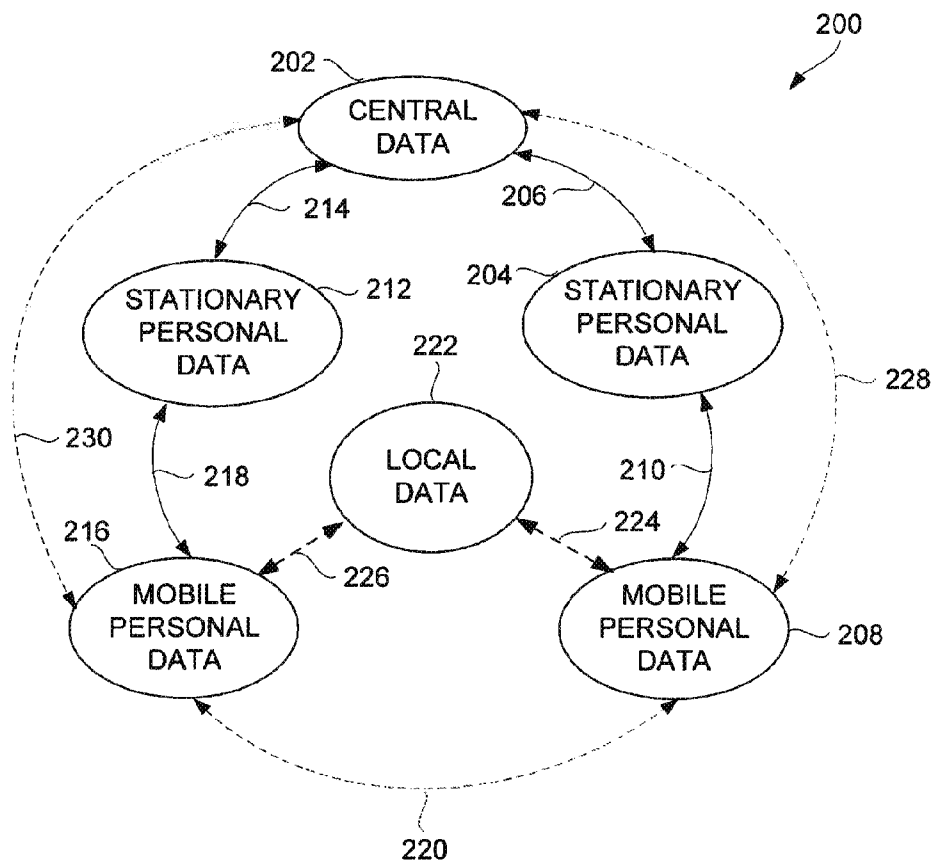 200
202
CENTRAL
DATA
206
214
204
STATIONARY
PERSONAL
DATA
212
STATIONARY
PERSONAL
DATA
222
228
230
218
LOCAL
DATA
210
224
216
226
MOBILE
PERSONAL
DATA
MOBILE
PERSONAL
DATA
208
220